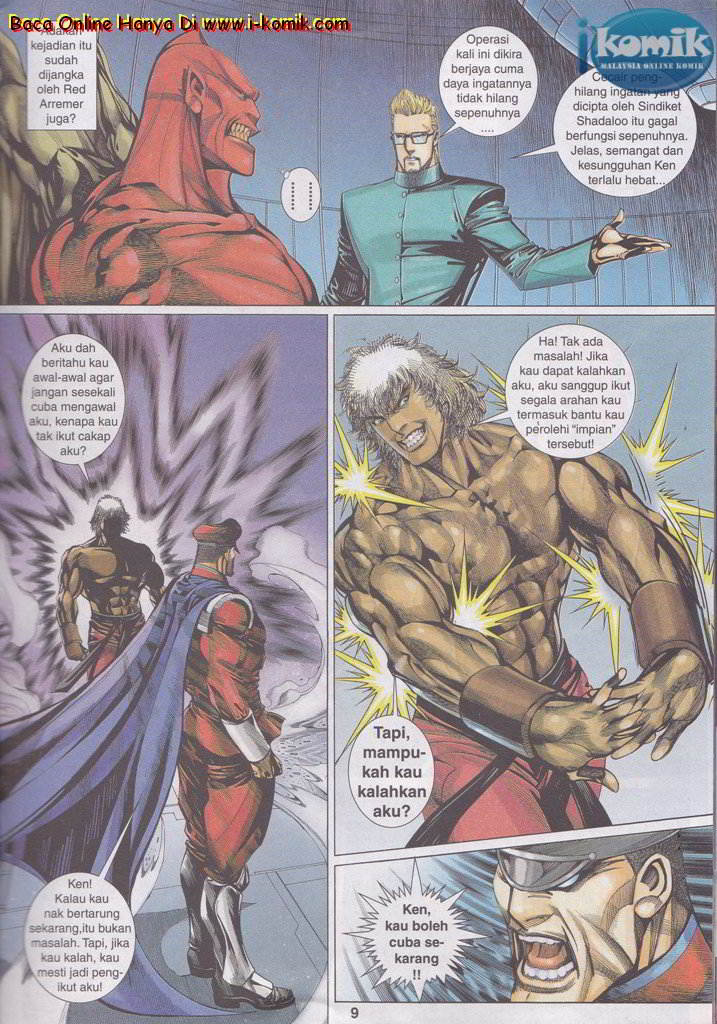 Baca Online Hanya Di www.i-komik.com
ikomik
MALAYSIA ONLINE KOMIK
Adakah
kejadian itu
sudah
dijangka
oleh Red
Arremer
juga?
Operasi
kali ini dikira
berjaya cuma
daya ingatannya
tidak hilang
sepenuhnya
....
Cecair peng-
hilang ingatan yang
dicipta oleh Sindiket
Shadaloo itu gagal
berfungsi sepenuhnya.
Jelas, semangat dan
kesungguhan Ken
terlalu hebat...
Aku dah
beritahu kau
awal-awal agar
jangan sesekali
cuba mengawal
aku, kenapa kau
tak ikut cakap
aku?
Ken!
Kalau kau
nak bertarung
sekarang,itu bukan
masalah. Tapi, jika
kau kalah, kau
mesti jadi peng-
ikut aku!
Ha! Tak ada
masalah! Jika
kau dapat kalahkan
aku, aku sanggup ikut
segala arahan kau
termasuk bantu kau
perolehi “impian”
tersebut!
Tapi,
mampu-
kah kau
kalahkan
aku?
Ken,
kau boleh
cuba se-
karang
!!
9